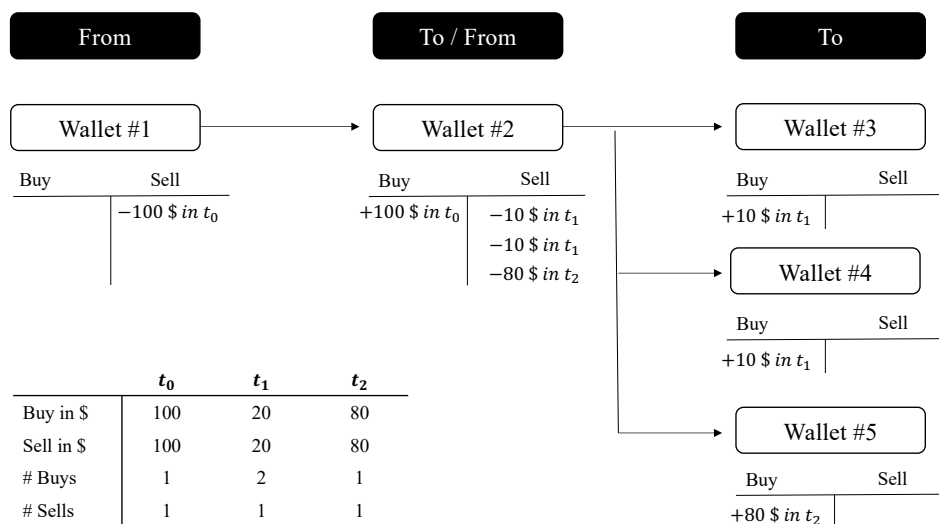 From
To / From
To
Wallet #1
Wallet #2
Wallet #3
Buy Sell
−100 $ in t₀
Buy Sell
+100 $ in t₀ −10 $ in t₁
−10 $ in t₁
−80 $ in t₂
Buy Sell
+10 $ in t₁
Wallet #4
Buy Sell
+10 $ in t₁
Wallet #5
Buy Sell
+80 $ in t₂
t₀ t₁ t₂
Buy in $ 100 20 80
Sell in $ 100 20 80
# Buys 1 2 1
# Sells 1 1 1